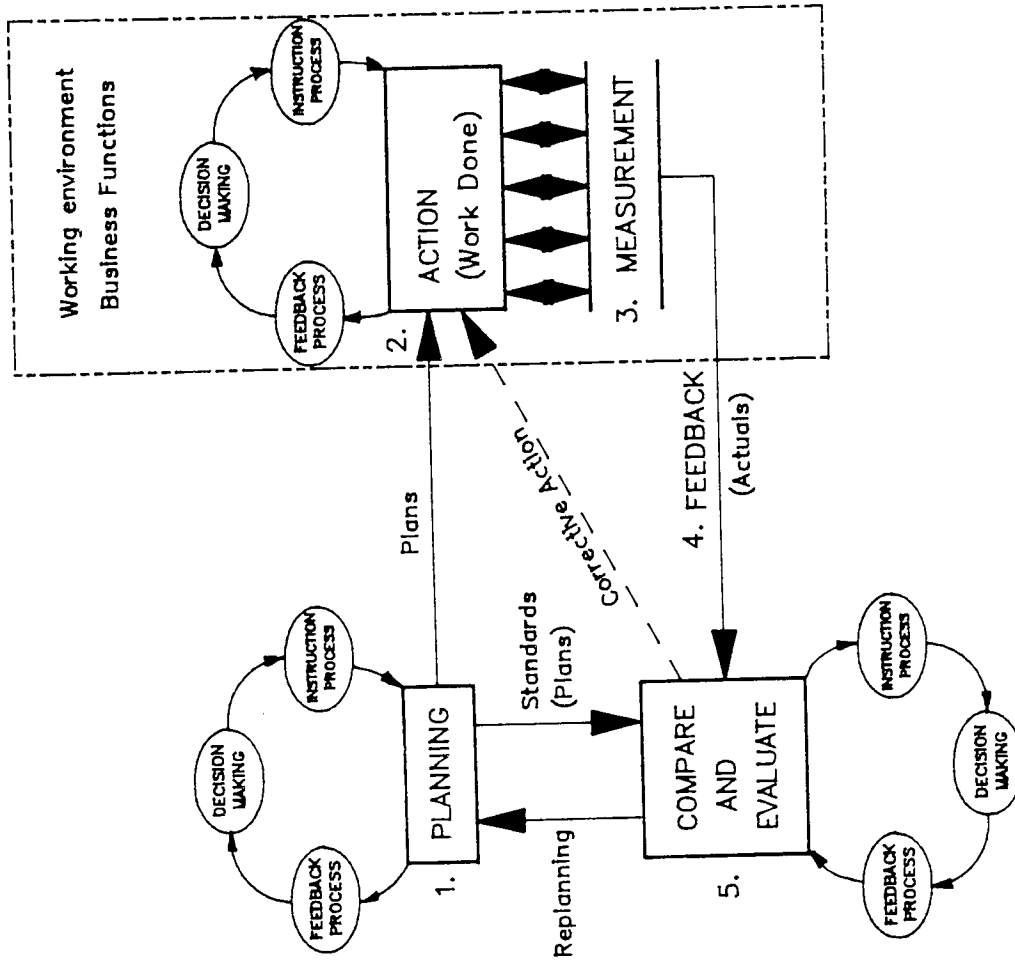 Working environment
Business Functions
DECISION
MAKING
FEEDBACK
PROCESS
INSTRUCTION
PROCESS
2.
ACTION
(Work Done)
3. MEASUREMENT
DECISION
MAKING
FEEDBACK
PROCESS
INSTRUCTION
PROCESS
1.
PLANNING
Plans
Replanning
Standards
(Plans)
Corrective Action
4. FEEDBACK
(Actuals)
5.
COMPARE
AND
EVALUATE
FEEDBACK
PROCESS
INSTRUCTION
PROCESS
DECISION
MAKING